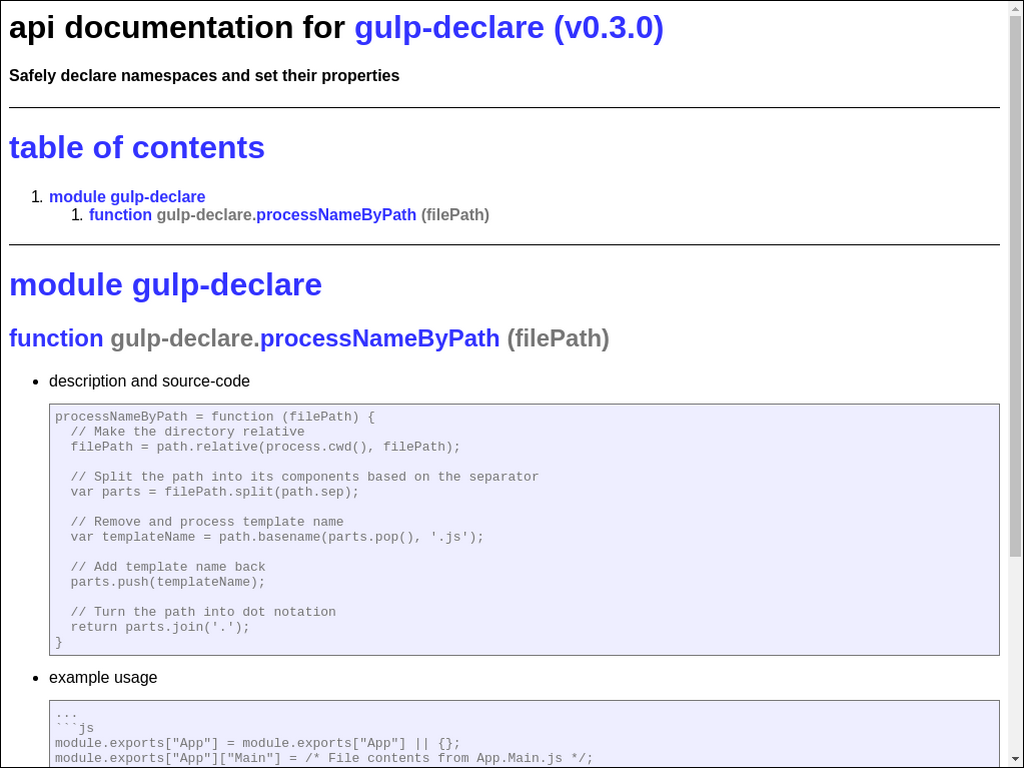 api documentation for gulp-declare (v0.3.0)
Safely declare namespaces and set their properties
table of contents
1. module gulp-declare
1. function gulp-declare.processNameByPath (filePath)
module gulp-declare
function gulp-declare.processNameByPath (filePath)
• description and source-code
processNameByPath = function (filePath) {
  // Make the directory relative
  filePath = path.relative(process.cwd(), filePath);
  // Split the path into its components based on the separator
  var parts = filePath.split(path.sep);
  // Remove and process template name
  var templateName = path.basename(parts.pop(), '.js');
  // Add template name back
  parts.push(templateName);
  // Turn the path into dot notation
  return parts.join('.');
}
• example usage
...
```js
module.exports["App"] = module.exports["App"] || {};
module.exports["App"]["Main"] = /* File contents from App.Main.js */;